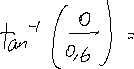 tan⁻¹ (0/0,6) =